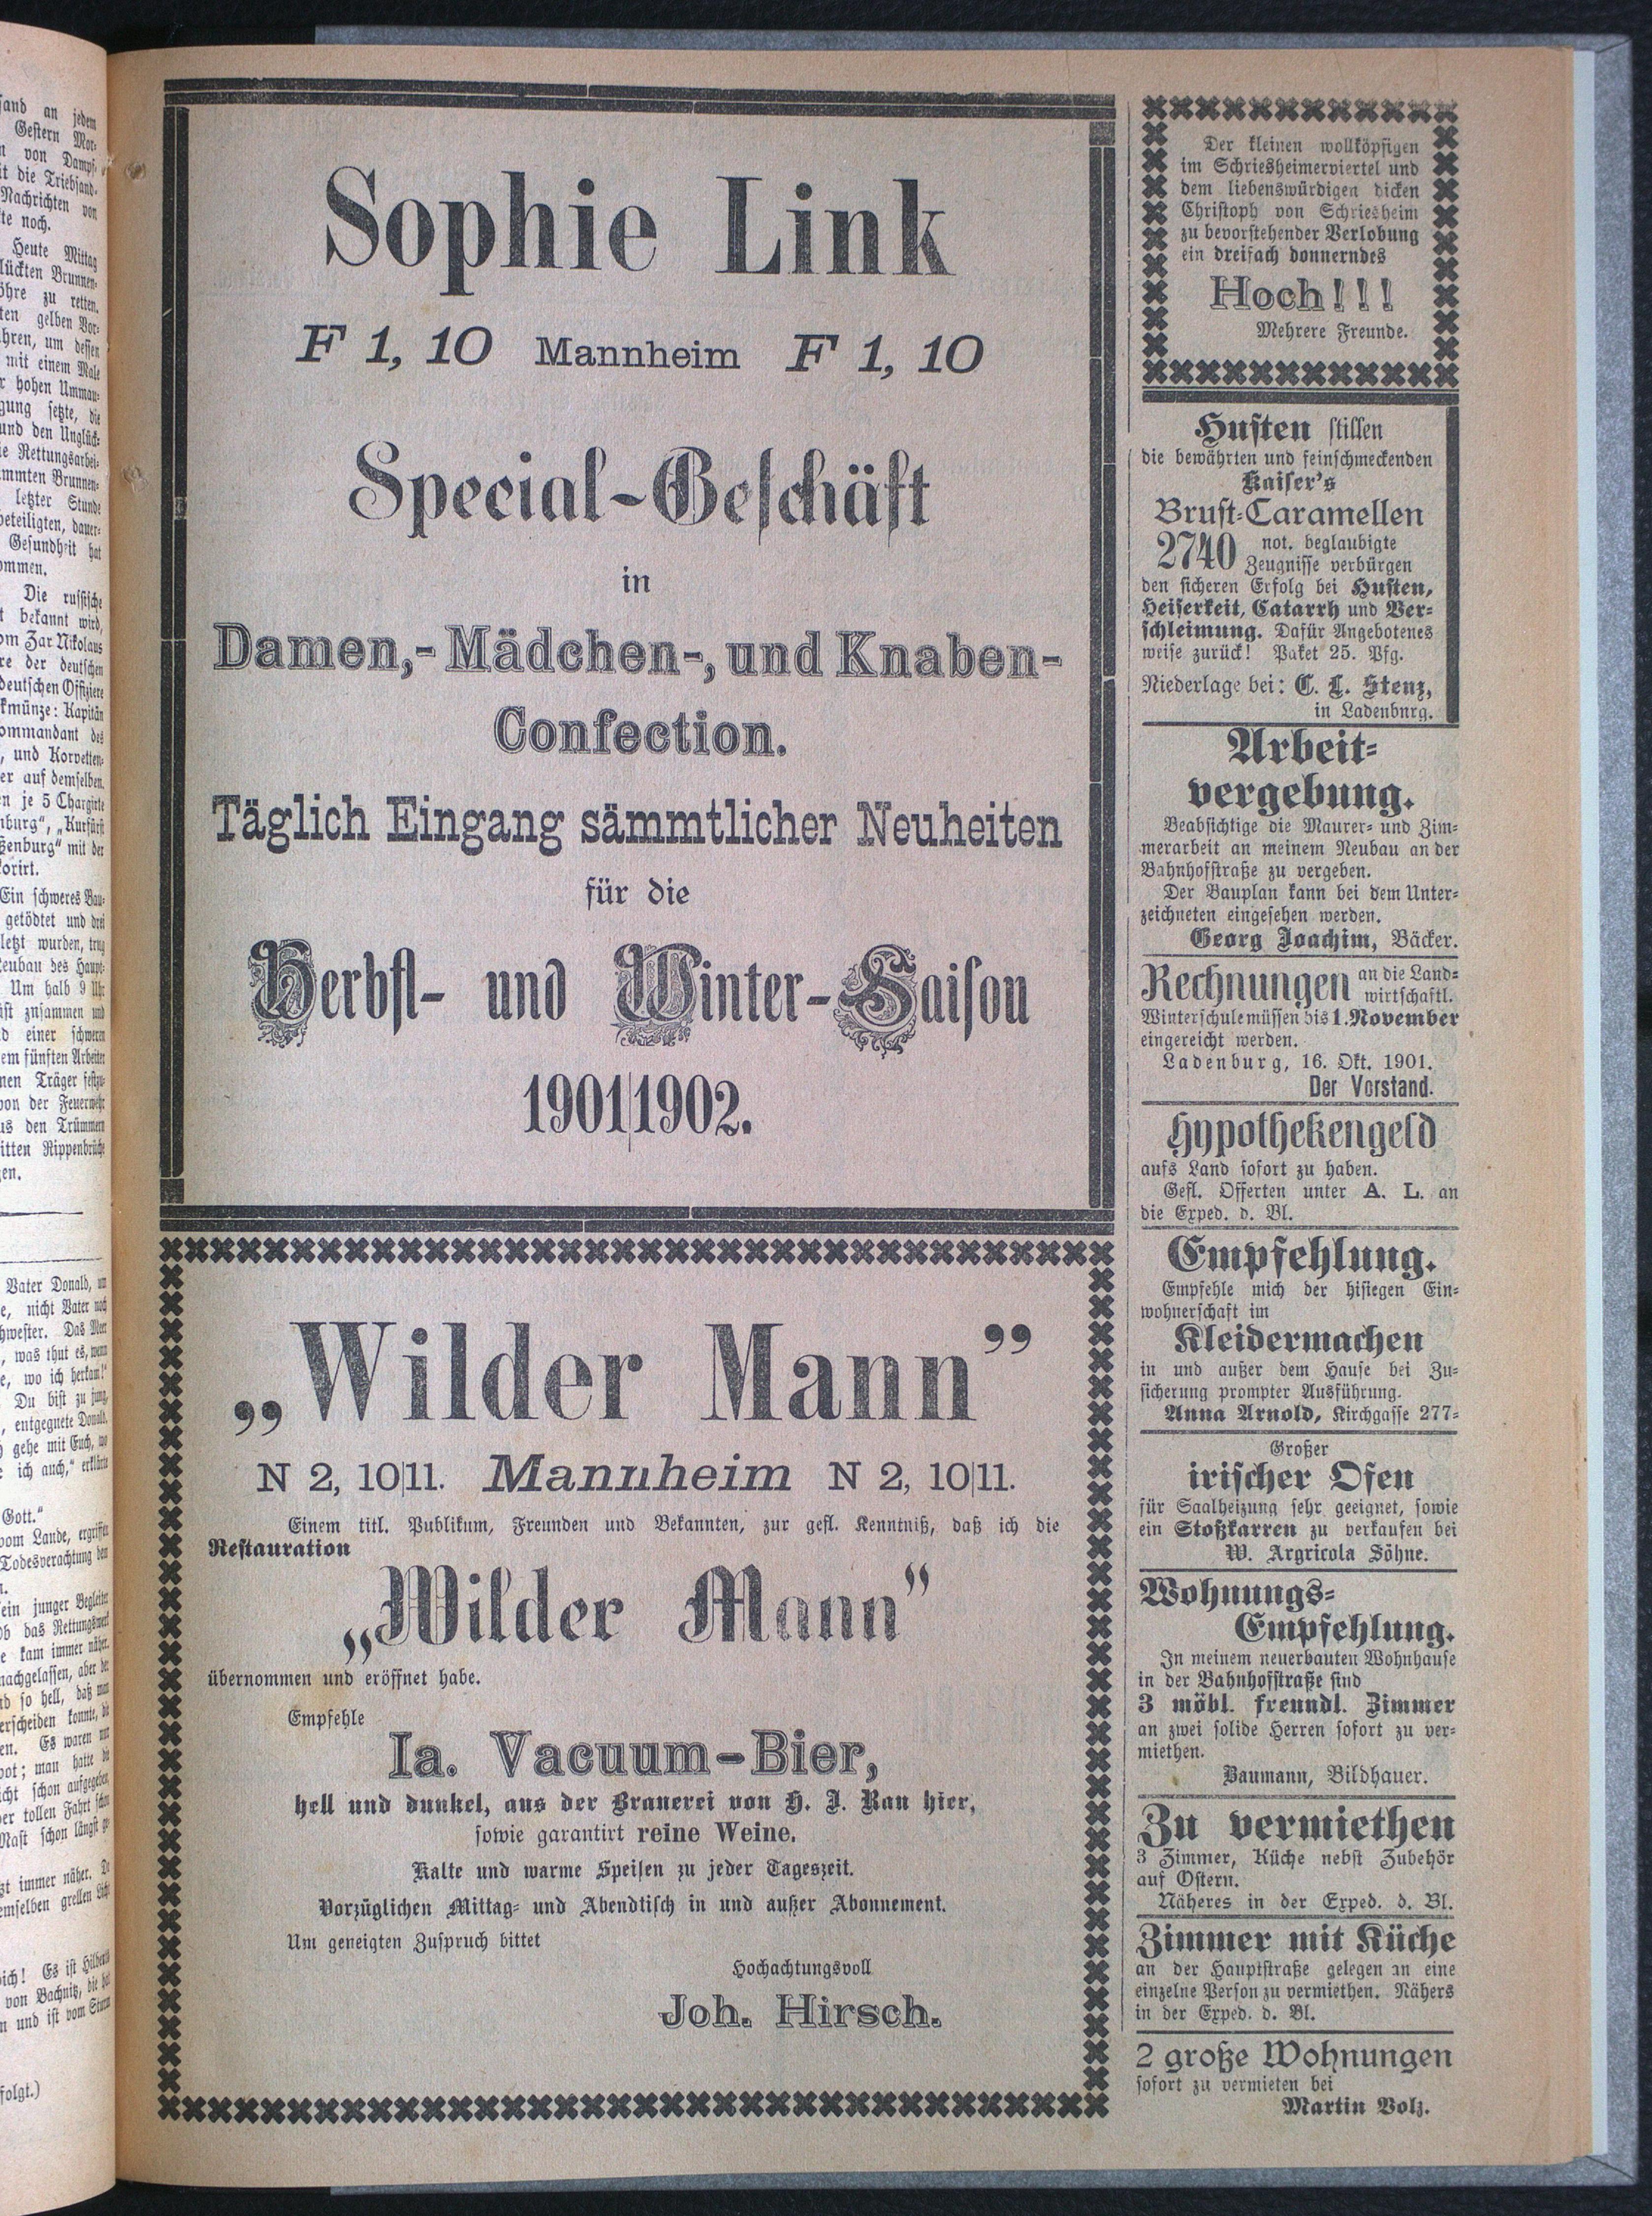 Sophie Link
F 1, 10 Mannheim F 1, 10
Special-Geschäft
in
Damen,- Mädchen-, und Knaben-
Confection.
Täglich Eingang sämmtlicher Neuheiten
für die
Herbst- und Winter-Saison
1901|1902.
„Wilder Mann”
N 2, 10|11. Mannheim N 2, 10|11.
Einem titl. Publikum, Freunden und Bekannten, zur gefl. Kenntniß, daß ich die
Restauration
„Wilder Mann”
übernommen und eröffnet habe.
Empfehle
Ia. Vacuum-Bier,
hell und dunkel, aus der Brauerei von H. J. Rau hier,
sowie garantirt reine Weine.
Kalte und warme Speisen zu jeder Tageszeit.
Vorzüglichen Mittag- und Abendtisch in und außer Abonnement.
Um geneigten Zuspruch bittet
Hochachtungsvoll
Joh. Hirsch.
Der kleinen wollköpfigen
im Schriesheimerviertel und
dem liebenswürdigen dicken
Christoph von Schriesheim
zu bevorstehender Verlobung
ein dreifach donnerndes
Hoch!!!
Mehrere Freunde.
Husten stillen
die bewährten und feinschmeckenden
Kaiser's
Brust-Caramellen
2740 not. beglaubigte
Zeugnisse verbürgen
den sicheren Erfolg bei Husten,
Heiserkeit, Catarrh und Ver-
schleimung. Dafür Angebotenes
weise zurück! Paket 25. Pfg.
Niederlage bei: C. L. Stenz,
in Ladenbnrg.
Arbeit-
vergebung.
Beabsichtige die Maurer- und Zim-
merarbeit an meinem Neubau an der
Bahnhofstraße zu vergeben.
Der Bauplan kann bei dem Unter-
zeichneten eingesehen werden.
Georg Joachim, Bäcker.
Rechnungen an die Land-
wirtschaftl.
Winterschule müssen bis 1. November
eingereicht werden.
Ladenburg, 16. Okt. 1901.
Der Vorstand.
Hypothekengeld
aufs Land sofort zu haben.
Gefl. Offerten unter A. L. an
die Exped. d. Bl.
Empfehlung.
Empfehle mich der hisiegen Ein-
wohnerschaft im
Kleidermachen
in und außer dem Hause bei Zu-
sicherung prompter Ausführung.
Anna Arnold, Kirchgasse 277-
Großer
irischer Ofen
für Saalheizung sehr geeignet, sowie
ein Stoßkarren zu verkaufen bei
W. Argricola Söhne.
Wohnungs-
Empfehlung.
In meinem neuerbauten Wohnhause
in der Bahnhofstraße sind
3 möbl. freundl. Zimmer
an zwei solide Herren sofort zu ver-
miethen.
Baumann, Bildhauer.
Zu vermiethen
3 Zimmer, Küche nebst Zubehör
auf Ostern.
Näheres in der Exped. d. Bl.
Zimmer mit Küche
an der Hauptstraße gelegen an eine
einzelne Person zu vermiethen. Nähers
in der Exped. d. Bl.
2 große Wohnungen
sofort zu vermieten bei
Martin Volz.